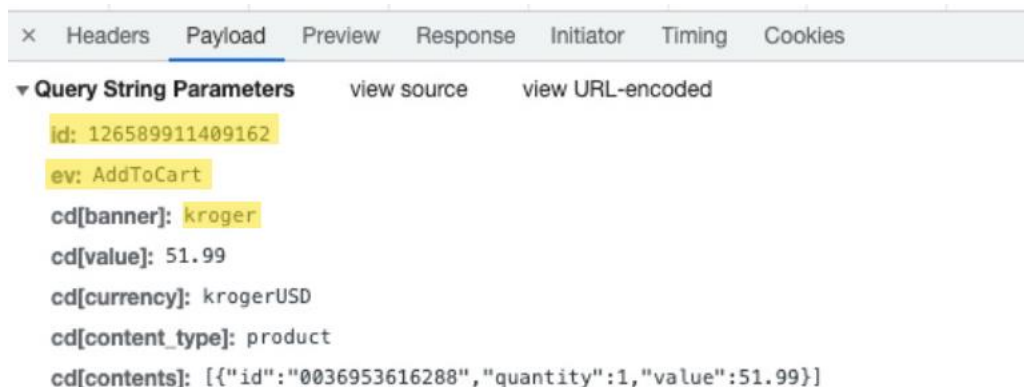 × Headers Payload Preview Response Initiator Timing Cookies
▾ Query String Parameters view source view URL-encoded
id: 126589911409162
ev: AddToCart
cd[banner]: kroger
cd[value]: 51.99
cd[currency]: krogerUSD
cd[content_type]: product
cd[contents]: [{"id":"0036953616288","quantity":1,"value":51.99}]